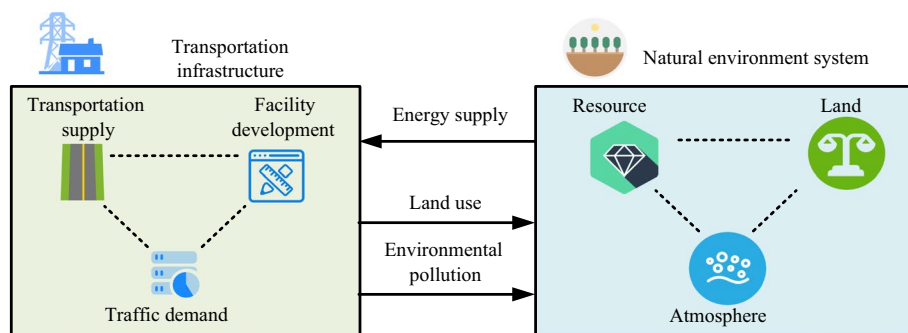 Transportation
infrastructure
Natural environment system
Transportation
supply
Facility
development
Traffic demand
Energy supply
Land use
Environmental
pollution
Resource
Land
Atmosphere